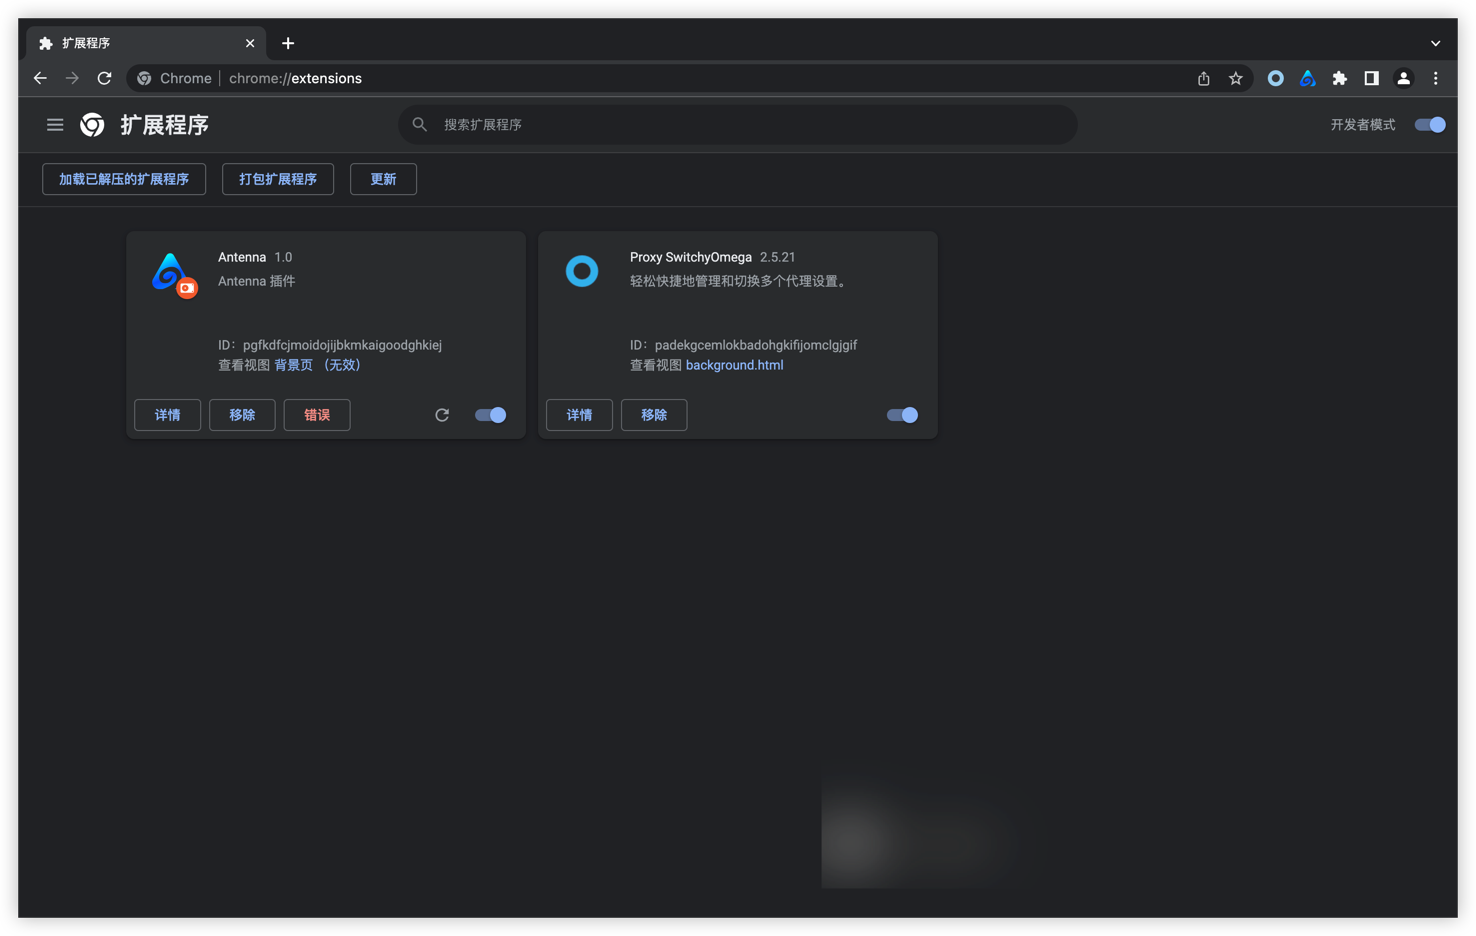 扩展程序
Chrome | chrome://extensions
扩展程序
搜索扩展程序
开发者模式
加载已解压的扩展程序
打包扩展程序
更新
Antenna 1.0
Antenna 插件
ID：pgfkdfcjmoidojijbkmkaigoodghkiej
查看视图 背景页 （无效）
详情
移除
错误
Proxy SwitchyOmega 2.5.21
轻松快捷地管理和切换多个代理设置。
ID：padekgcemlokbadohgkifijomclgjgif
查看视图 background.html
详情
移除